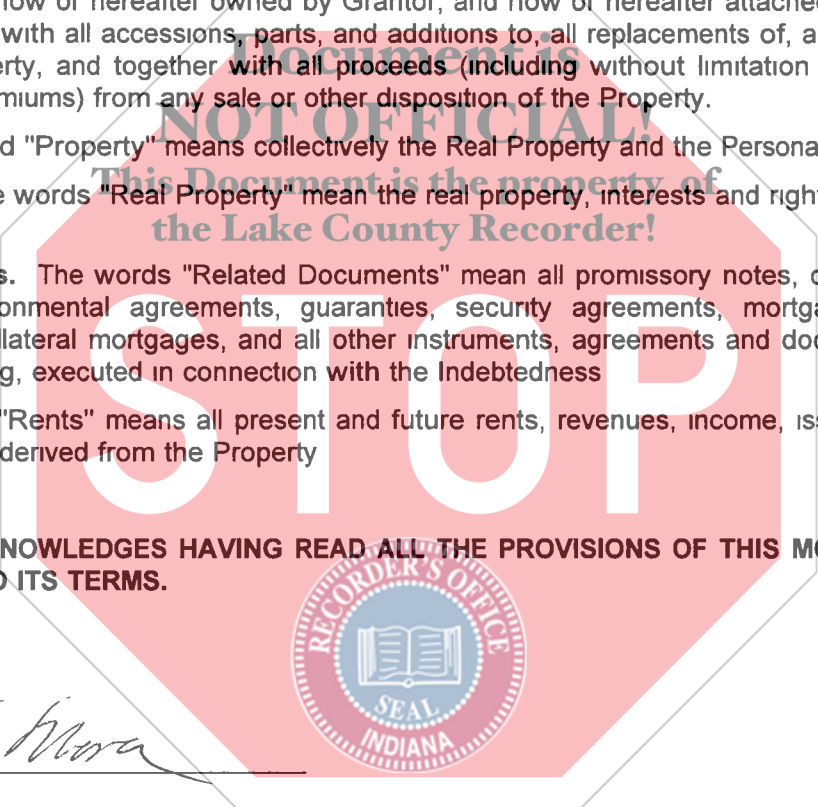 now or hereafter owned by Grantor, and now or hereafter attached
with all accessions, parts, and additions to, all replacements of, a
erty, and together with all proceeds (including without limitation
miums) from any sale or other disposition of the Property.
Document is
NOT OFFICIAL!
This Document is the property of
the Lake County Recorder!
d "Property" means collectively the Real Property and the Persona
e words "Real Property" mean the real property, interests and righ
s. The words "Related Documents" mean all promissory notes, c
onmental agreements, guaranties, security agreements, mortga
llateral mortgages, and all other instruments, agreements and doc
g, executed in connection with the Indebtedness
"Rents" means all present and future rents, revenues, income, iss
derived from the Property
STOP
NOWLEDGES HAVING READ ALL THE PROVISIONS OF THIS MO
D ITS TERMS.
RECORDER'S OFFICE
SEAL
INDIANA